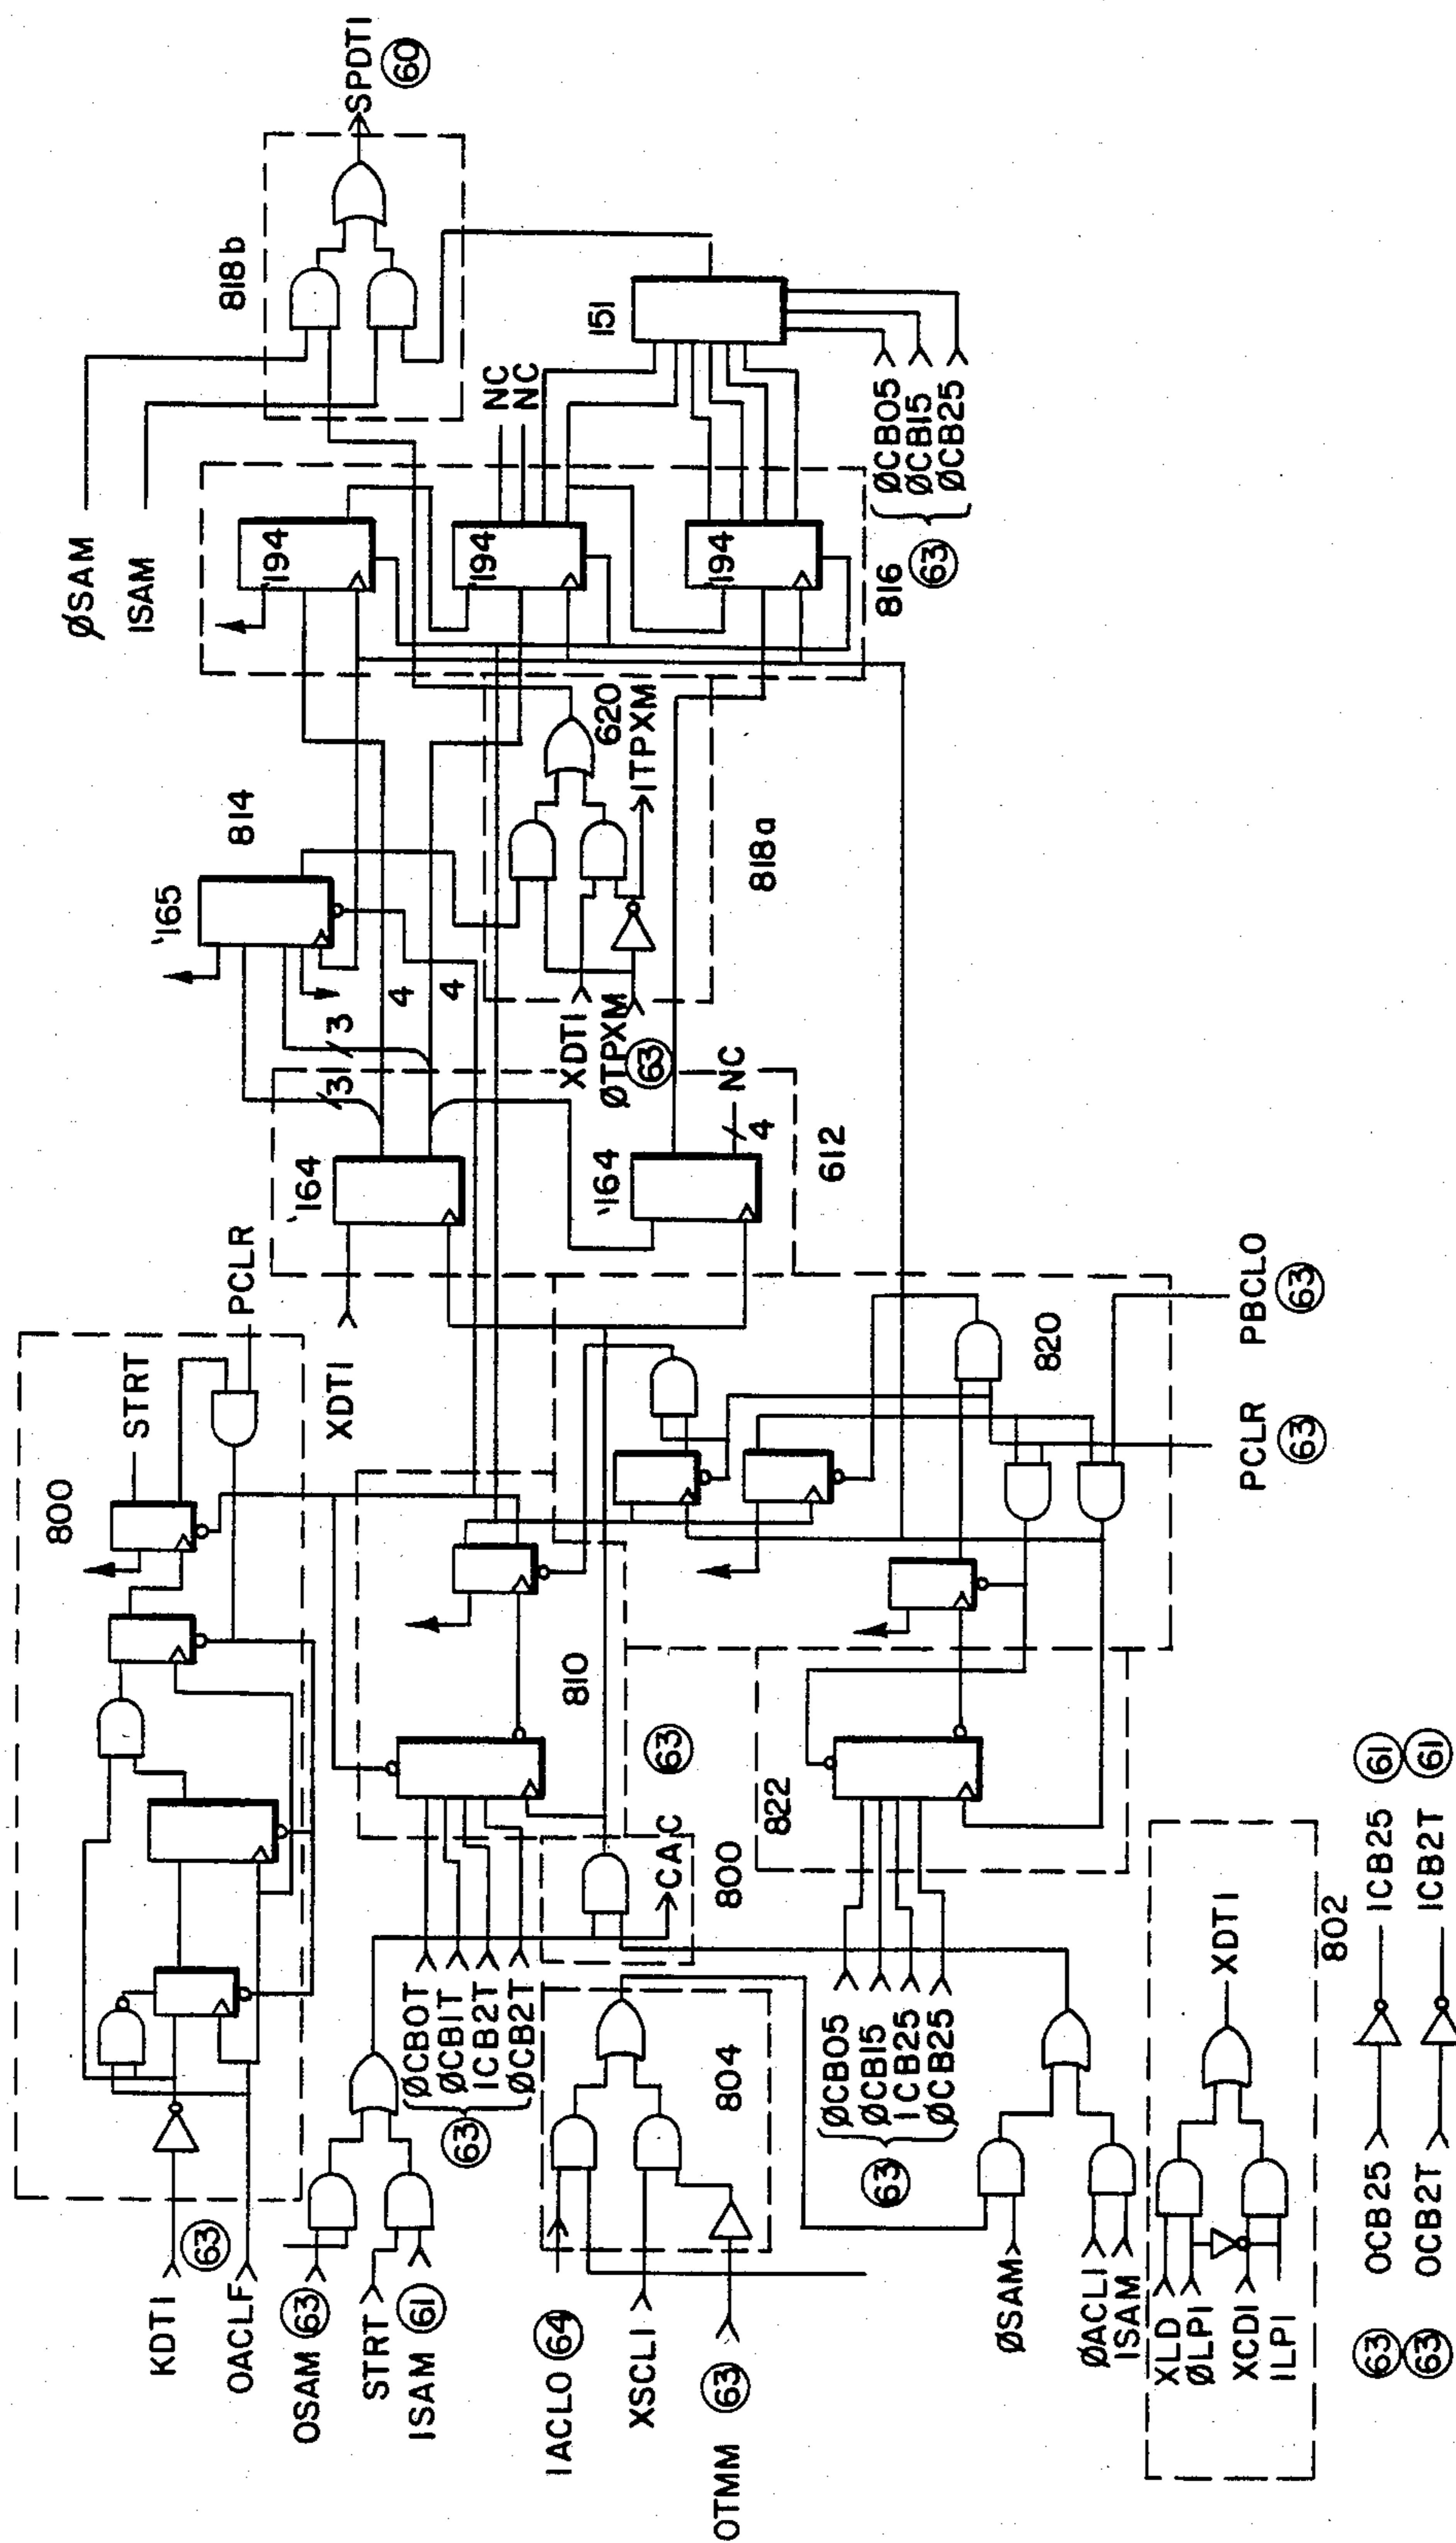 KDTI
63
OACLF
OSAM 63
STRT
ISAM 61
800
STRT
PCLR
XDTI
ØCBOT
ØCBIT
ICB2T
ØCB2T
63
CAC
810
63
800
IACLO 64
XSCLI
OTMM 63
804
ØCB05
ØCB15
ICB25
ØCB25
63
822
820
PCLR
63
PBCLO
63
ØSAM
ØACLI
ISAM
XLD
ØLPI
XCDI
ILPI
XDTI
802
63 OCB25 ICB25 61
63 OCB2T ICB2T 61
'164
'164
NC
4
612
'165
814
3
3
4
4
XDTI
ØTPXM
63
620
ITPXM
818a
ØSAM
ISAM
'194
'194
'194
NC
NC
816
151
ØCB05
ØCB15
ØCB25
63
818b
SPDTI
60